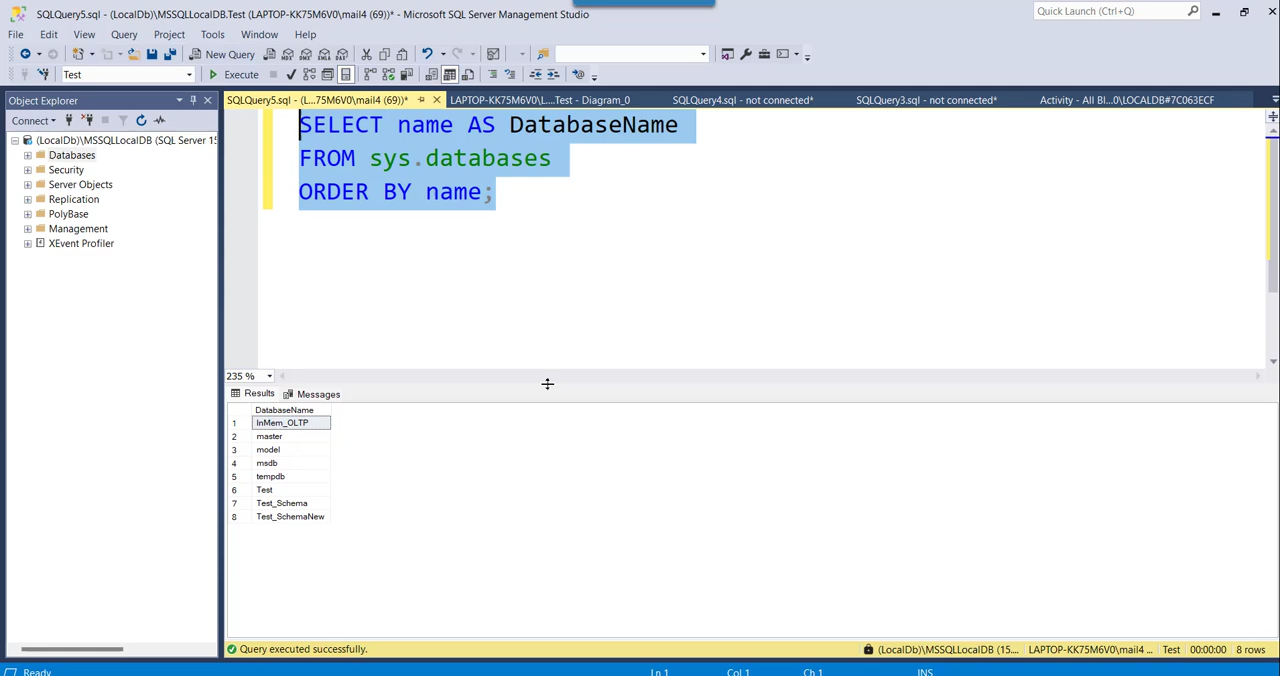 SQLQuery5.sql - (LocalDb)\MSSQLLocalDB.Test (LAPTOP-KK75M6V0\mail4 (69))* - Microsoft SQL Server Management Studio
Quick Launch (Ctrl+Q)
File Edit View Query Project Tools Window Help
New Query
Test
Execute
Object Explorer
SQLQuery5.sql - (L...75M6V0\mail4 (69))*
LAPTOP-KK75M6V0\L....Test - Diagram_0
SQLQuery4.sql - not connected*
SQLQuery3.sql - not connected*
Activity - All Bl...0\LOCALDB#7C063ECF
Connect
(LocalDb)\MSSQLLocalDB (SQL Server 15
Databases
Security
Server Objects
Replication
PolyBase
Management
XEvent Profiler
SELECT name AS DatabaseName
FROM sys.databases
ORDER BY name;
235 %
Results Messages
DatabaseName
1 InMem_OLTP
2 master
3 model
4 msdb
5 tempdb
6 Test
7 Test_Schema
8 Test_SchemaNew
Query executed successfully.
(LocalDb)\MSSQLLocalDB (15.... LAPTOP-KK75M6V0\mail4 ... Test 00:00:00 8 rows
Ready Ln 1 Col 1 Ch 1 INS